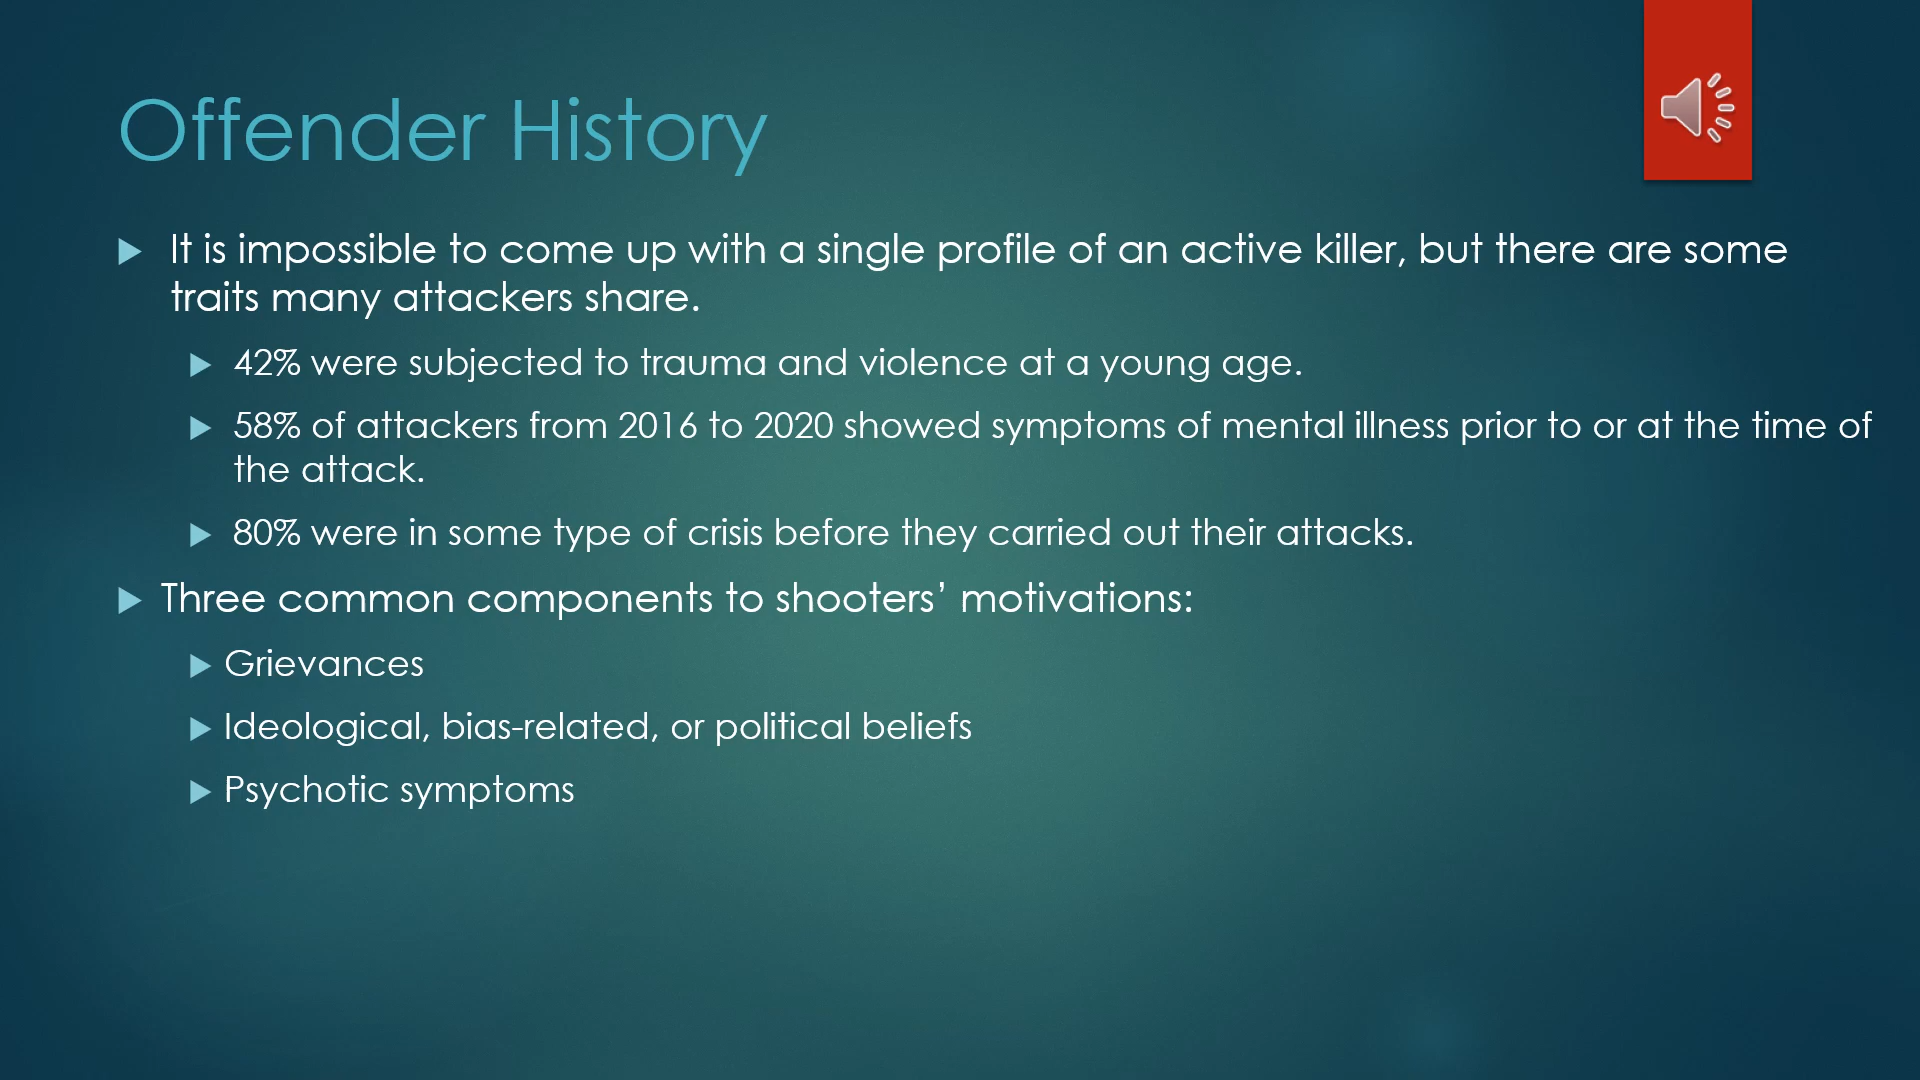 Offender History
It is impossible to come up with a single profile of an active killer, but there are some
traits many attackers share.
42% were subjected to trauma and violence at a young age.
58% of attackers from 2016 to 2020 showed symptoms of mental illness prior to or at the time of
the attack.
80% were in some type of crisis before they carried out their attacks.
Three common components to shooters’ motivations:
Grievances
Ideological, bias-related, or political beliefs
Psychotic symptoms